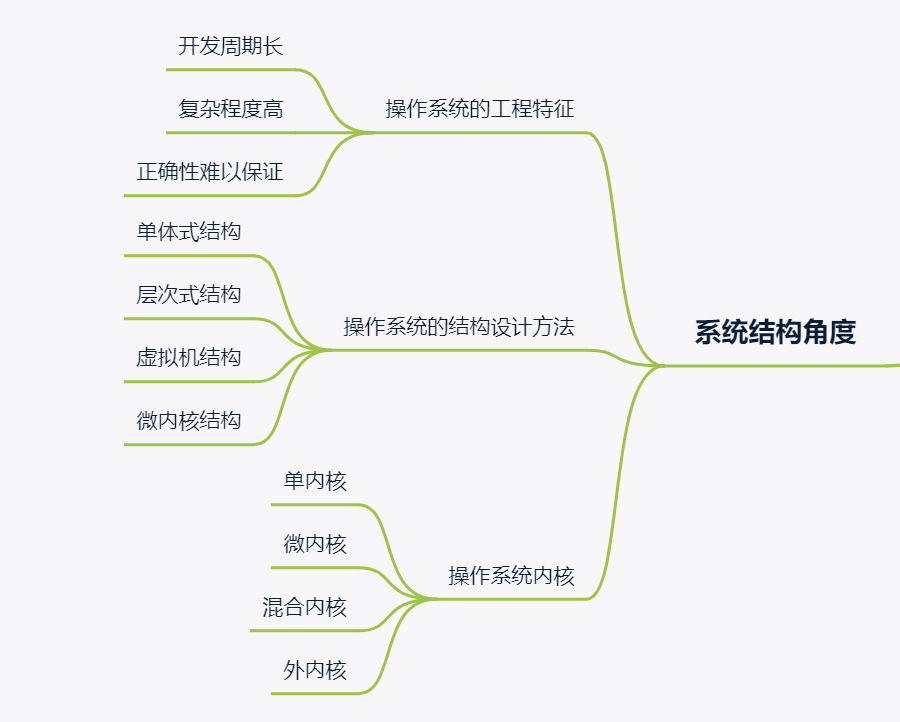 开发周期长
复杂程度高
操作系统的工程特征
正确性难以保证
单体式结构
层次式结构
操作系统的结构设计方法
系统结构角度
虚拟机结构
微内核结构
单内核
微内核
操作系统内核
混合内核
外内核